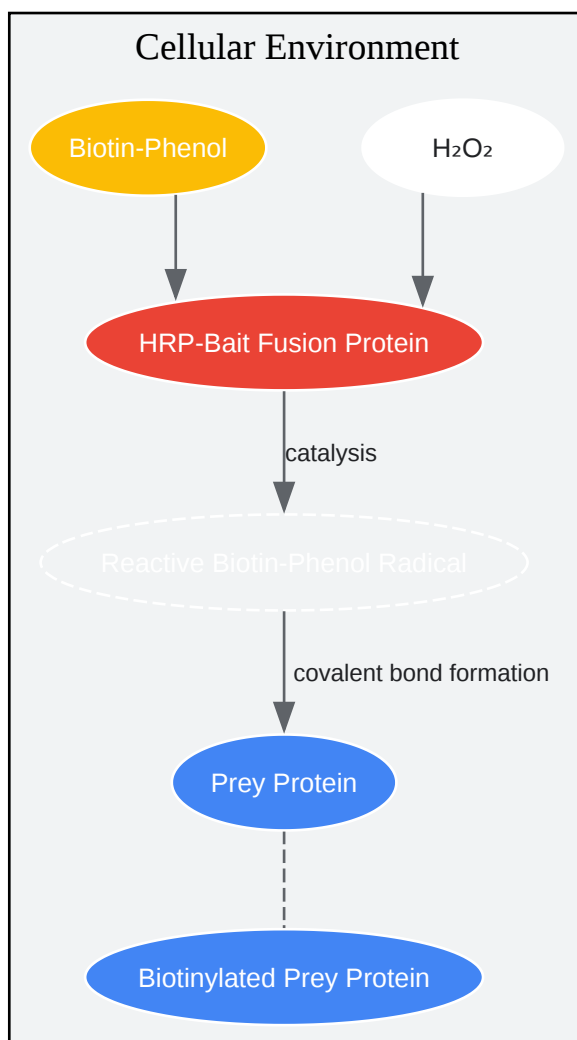 Cellular Environment
Biotin-Phenol
H₂O₂
HRP-Bait Fusion Protein
catalysis
Reactive Biotin-Phenol Radical
covalent bond formation
Prey Protein
Biotinylated Prey Protein